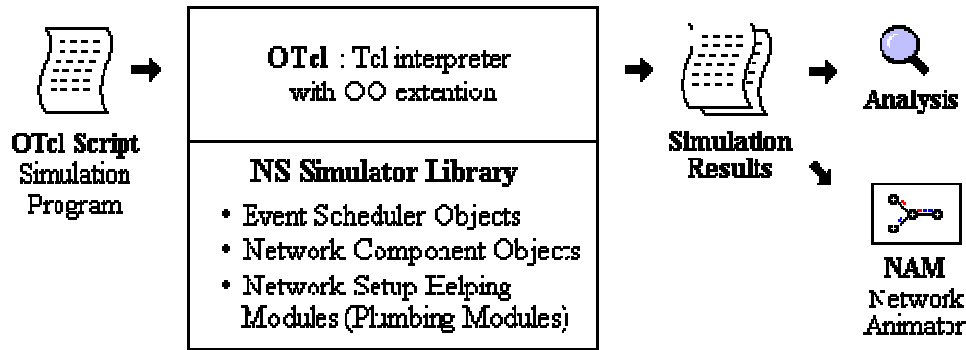 OTcl Script
Simulation
Program
OTcl : Tcl interpreter
with OO extention
NS Simulator Library
• Event Scheduler Objects
• Network Component Objects
• Network Setup Helping
Modules (Plumbing Modules)
Simulation
Results
Analysis
NAM
Network
Animator